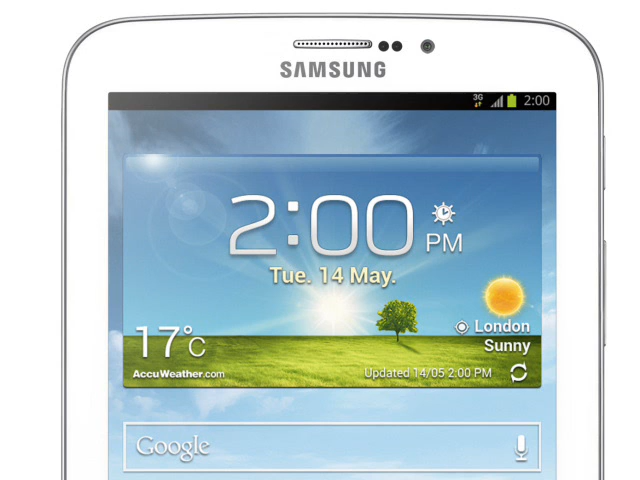 SAMSUNG
3G 2:00
2:00 PM
Tue. 14 May.
17°C
London
Sunny
AccuWeather.com
Updated 14/05 2:00 PM
Google